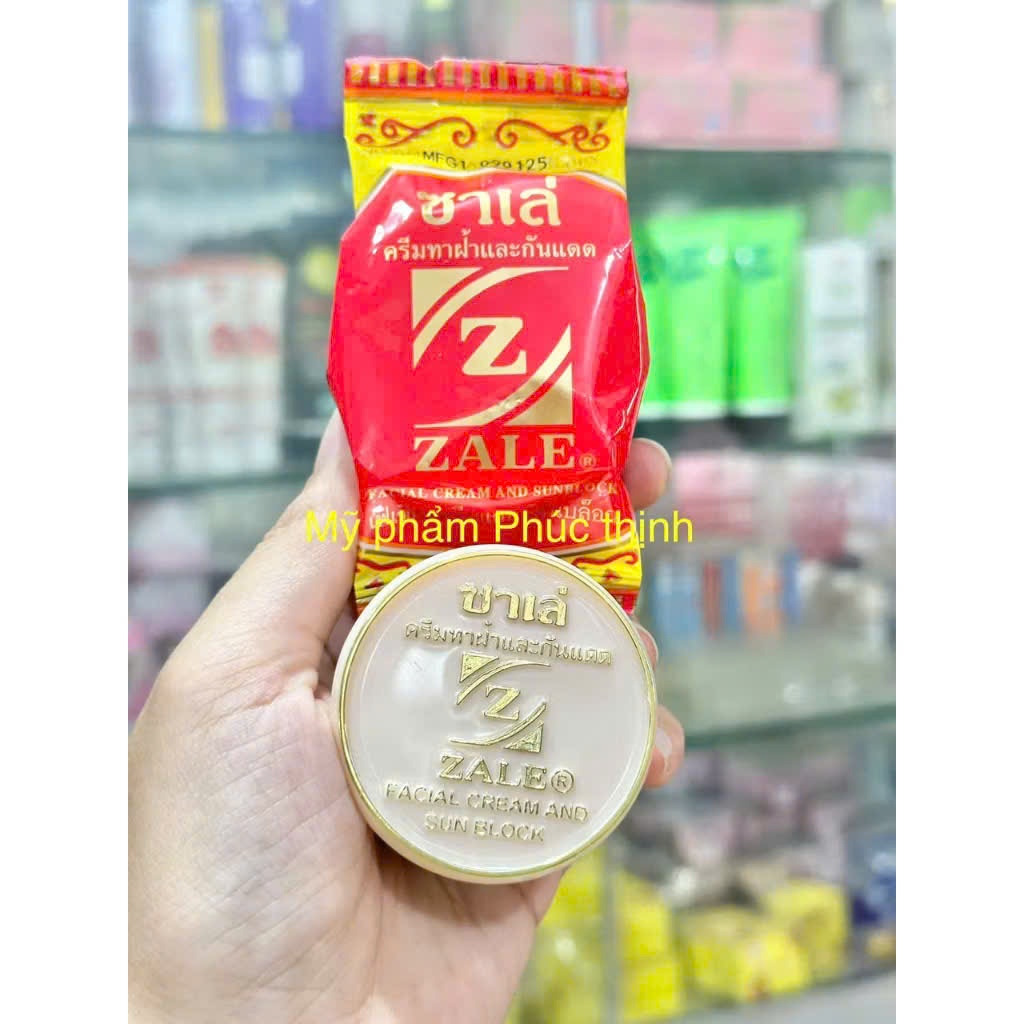 ซาเล่
ครีมทาฝ้าและกันแดด
Z
ZALE®
FACIAL CREAM AND SUNBLOCK
Mỹ phẩm Phúc thịnh
ซาเล่
ครีมทาฝ้าและกันแดด
Z
ZALE®
FACIAL CREAM AND
SUN BLOCK